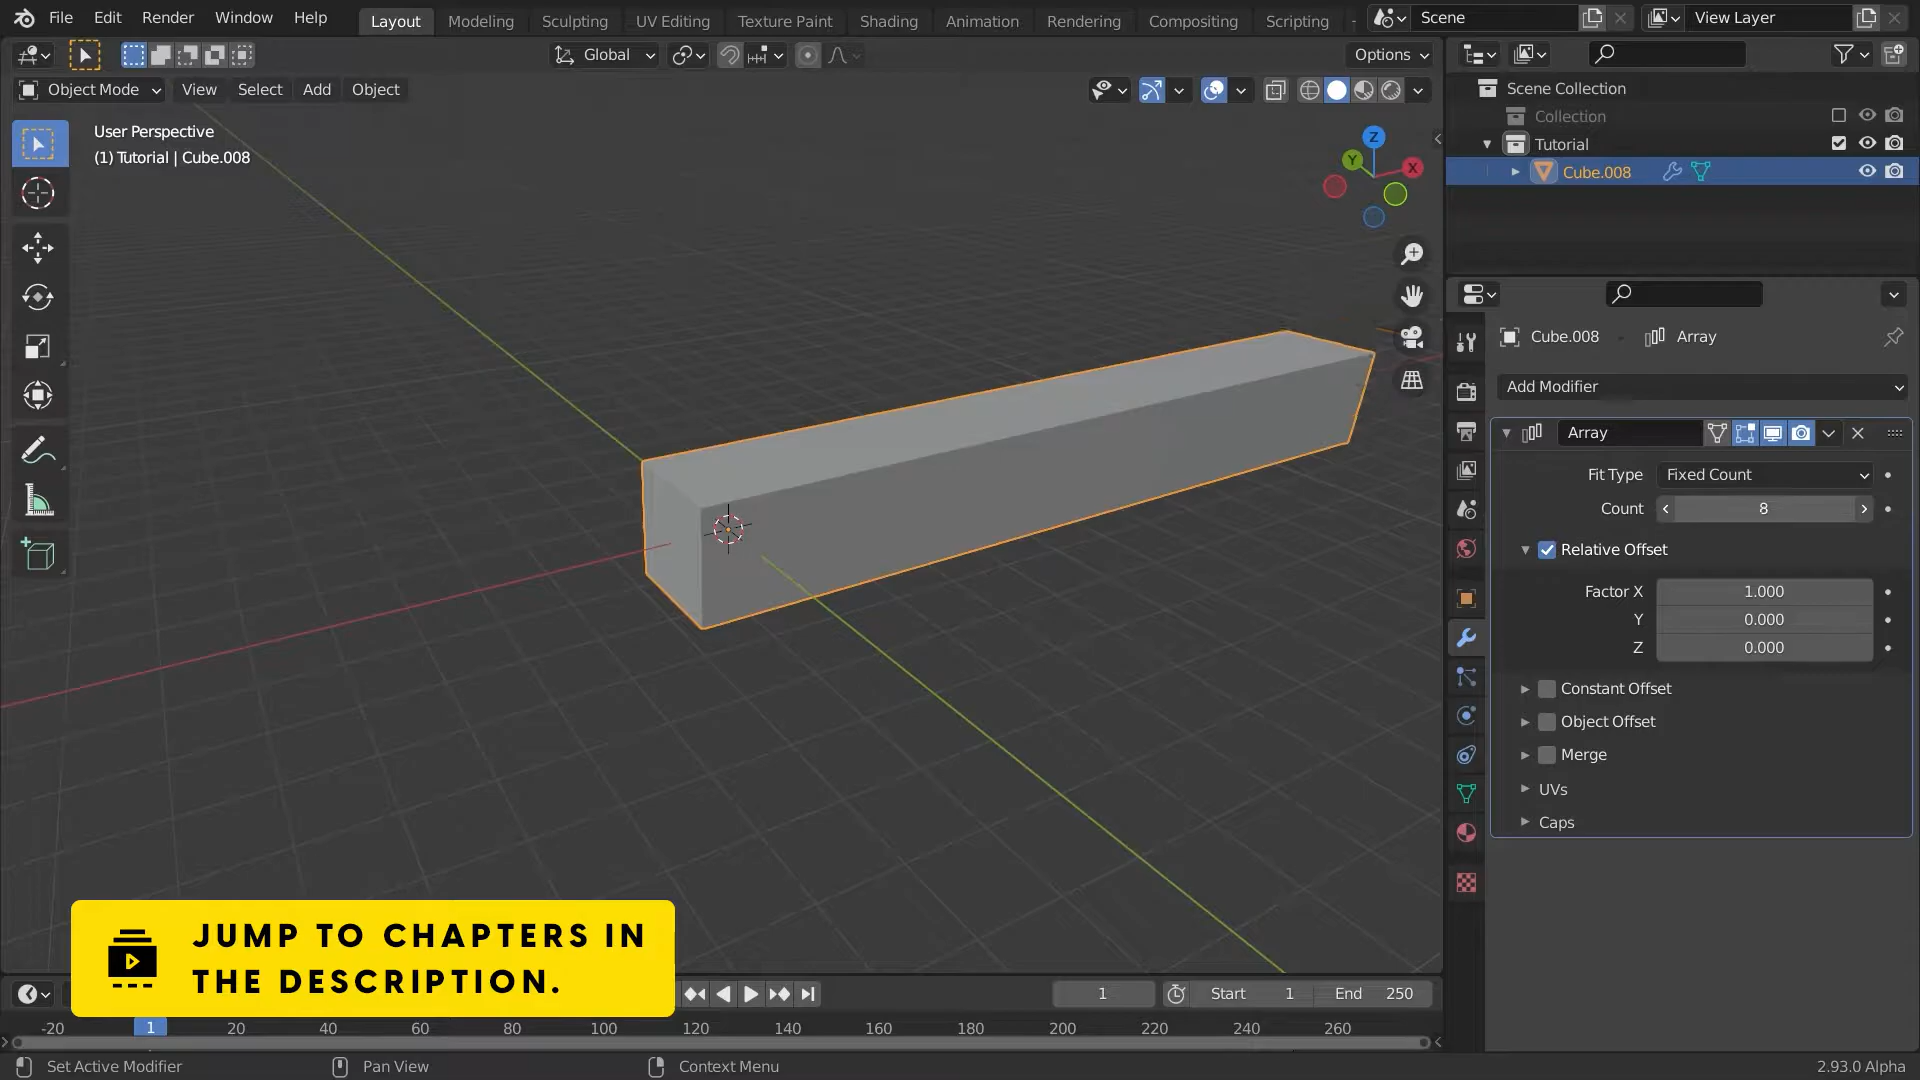 File Edit Render Window Help Layout Modeling Sculpting UV Editing Texture Paint Shading Animation Rendering Compositing Scripting Scene View Layer
Global Options
Object Mode View Select Add Object
User Perspective
(1) Tutorial | Cube.008
Z
Y
X
Scene Collection
Collection
Tutorial
Cube.008
Cube.008 Array
Add Modifier
Array
Fit Type Fixed Count
Count 8
Relative Offset
Factor X 1.000
Y 0.000
Z 0.000
Constant Offset
Object Offset
Merge
UVs
Caps
JUMP TO CHAPTERS IN
THE DESCRIPTION.
1 Start 1 End 250
-20 1 20 40 60 80 100 120 140 160 180 200 220 240 260
Set Active Modifier Pan View Context Menu 2.93.0 Alpha